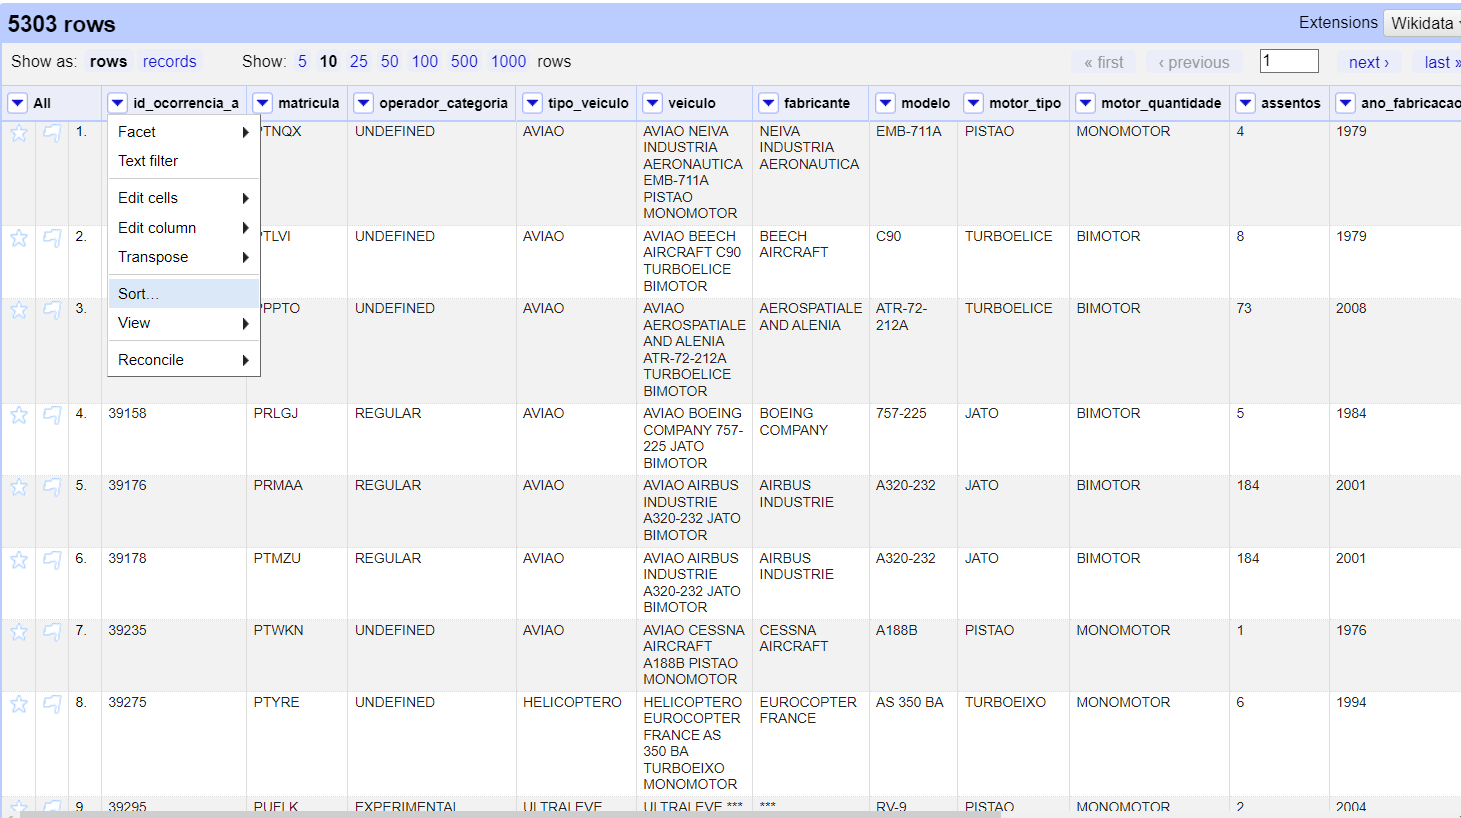 5303 rows
Extensions Wikidata
Show as: rows records Show: 5 10 25 50 100 500 1000 rows « first ‹ previous 1 next › last »
All id_ocorrencia_a matricula operador_categoria tipo_veiculo veiculo fabricante modelo motor_tipo motor_quantidade assentos ano_fabricacao
Facet
Text filter
Edit cells
Edit column
Transpose
Sort…
View
Reconcile
1. PTNQX UNDEFINED AVIAO AVIAO NEIVA NEIVA EMB-711A PISTAO MONOMOTOR 4 1979
INDUSTRIA INDUSTRIA
AERONAUTICA AERONAUTICA
EMB-711A
PISTAO
MONOMOTOR
2. PTLVI UNDEFINED AVIAO AVIAO BEECH BEECH C90 TURBOELICE BIMOTOR 8 1979
AIRCRAFT C90 AIRCRAFT
TURBOELICE
BIMOTOR
3. PPPTO UNDEFINED AVIAO AVIAO AEROSPATIALE ATR-72- TURBOELICE BIMOTOR 73 2008
AEROSPATIALE AND ALENIA 212A
AND ALENIA
ATR-72-212A
TURBOELICE
BIMOTOR
4. 39158 PRLGJ REGULAR AVIAO AVIAO BOEING BOEING 757-225 JATO BIMOTOR 5 1984
COMPANY 757- COMPANY
225 JATO
BIMOTOR
5. 39176 PRMAA REGULAR AVIAO AVIAO AIRBUS AIRBUS A320-232 JATO BIMOTOR 184 2001
INDUSTRIE INDUSTRIE
A320-232 JATO
BIMOTOR
6. 39178 PTMZU REGULAR AVIAO AVIAO AIRBUS AIRBUS A320-232 JATO BIMOTOR 184 2001
INDUSTRIE INDUSTRIE
A320-232 JATO
BIMOTOR
7. 39235 PTWKN UNDEFINED AVIAO AVIAO CESSNA CESSNA A188B PISTAO MONOMOTOR 1 1976
AIRCRAFT AIRCRAFT
A188B PISTAO
MONOMOTOR
8. 39275 PTYRE UNDEFINED HELICOPTERO HELICOPTERO EUROCOPTER AS 350 BA TURBOEIXO MONOMOTOR 6 1994
EUROCOPTER FRANCE
FRANCE AS
350 BA
TURBOEIXO
MONOMOTOR
9. 39295 PUFLK EXPERIMENTAL ULTRALEVE ULTRALEVE *** *** RV-9 PISTAO MONOMOTOR 2 2004